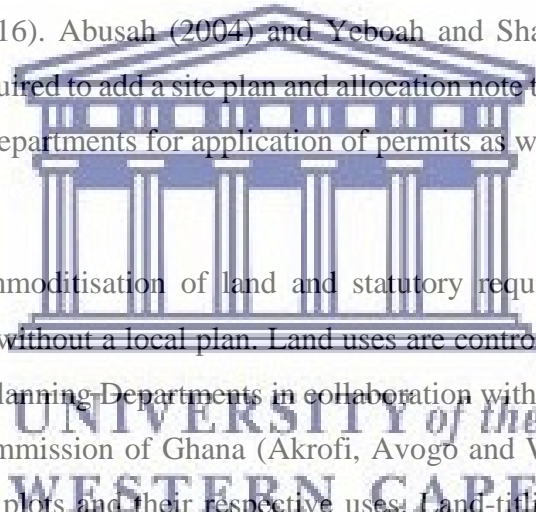 16). Abusah (2004) and Yeboah and Sha
uired to add a site plan and allocation note t
epartments for application of permits as w
mmoditisation of land and statutory requ
without a local plan. Land uses are contro
lanning Departments in collaboration with
UNIVERSITY of the
mmission of Ghana (Akrofi, Avogo and W
WESTERN CAPE
plots and their respective uses. Land-titli